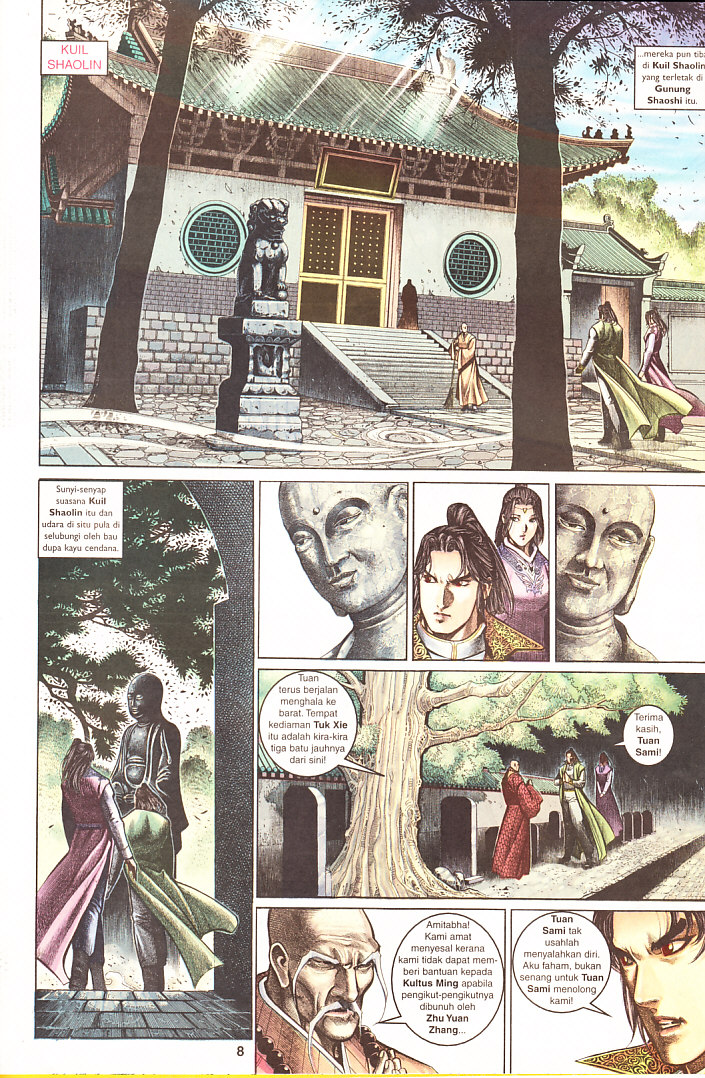 KUIL
SHAOLIN
...mereka pun tiba
di Kuil Shaolin
yang terletak di
Gunung
Shaoshi itu.
Sunyi-senyap
suasana Kuil
Shaolin itu dan
udara di situ pula di
selubungi oleh bau
dupa kayu cendana.
Tuan
terus berjalan
menghala ke
barat. Tempat
kediaman Tuk Xie
itu adalah kira-kira
tiga batu jauhnya
dari sini!
Terima
kasih,
Tuan
Sami!
Amitabha!
Kami amat
menyesal kerana
kami tidak dapat mem-
beri bantuan kepada
Kultus Ming apabila
pengikut-pengikutnya
dibunuh oleh
Zhu Yuan
Zhang...
Tuan
Sami tak
usahlah
menyalahkan diri.
Aku faham, bukan
senang untuk Tuan
Sami menolong
kami!
8